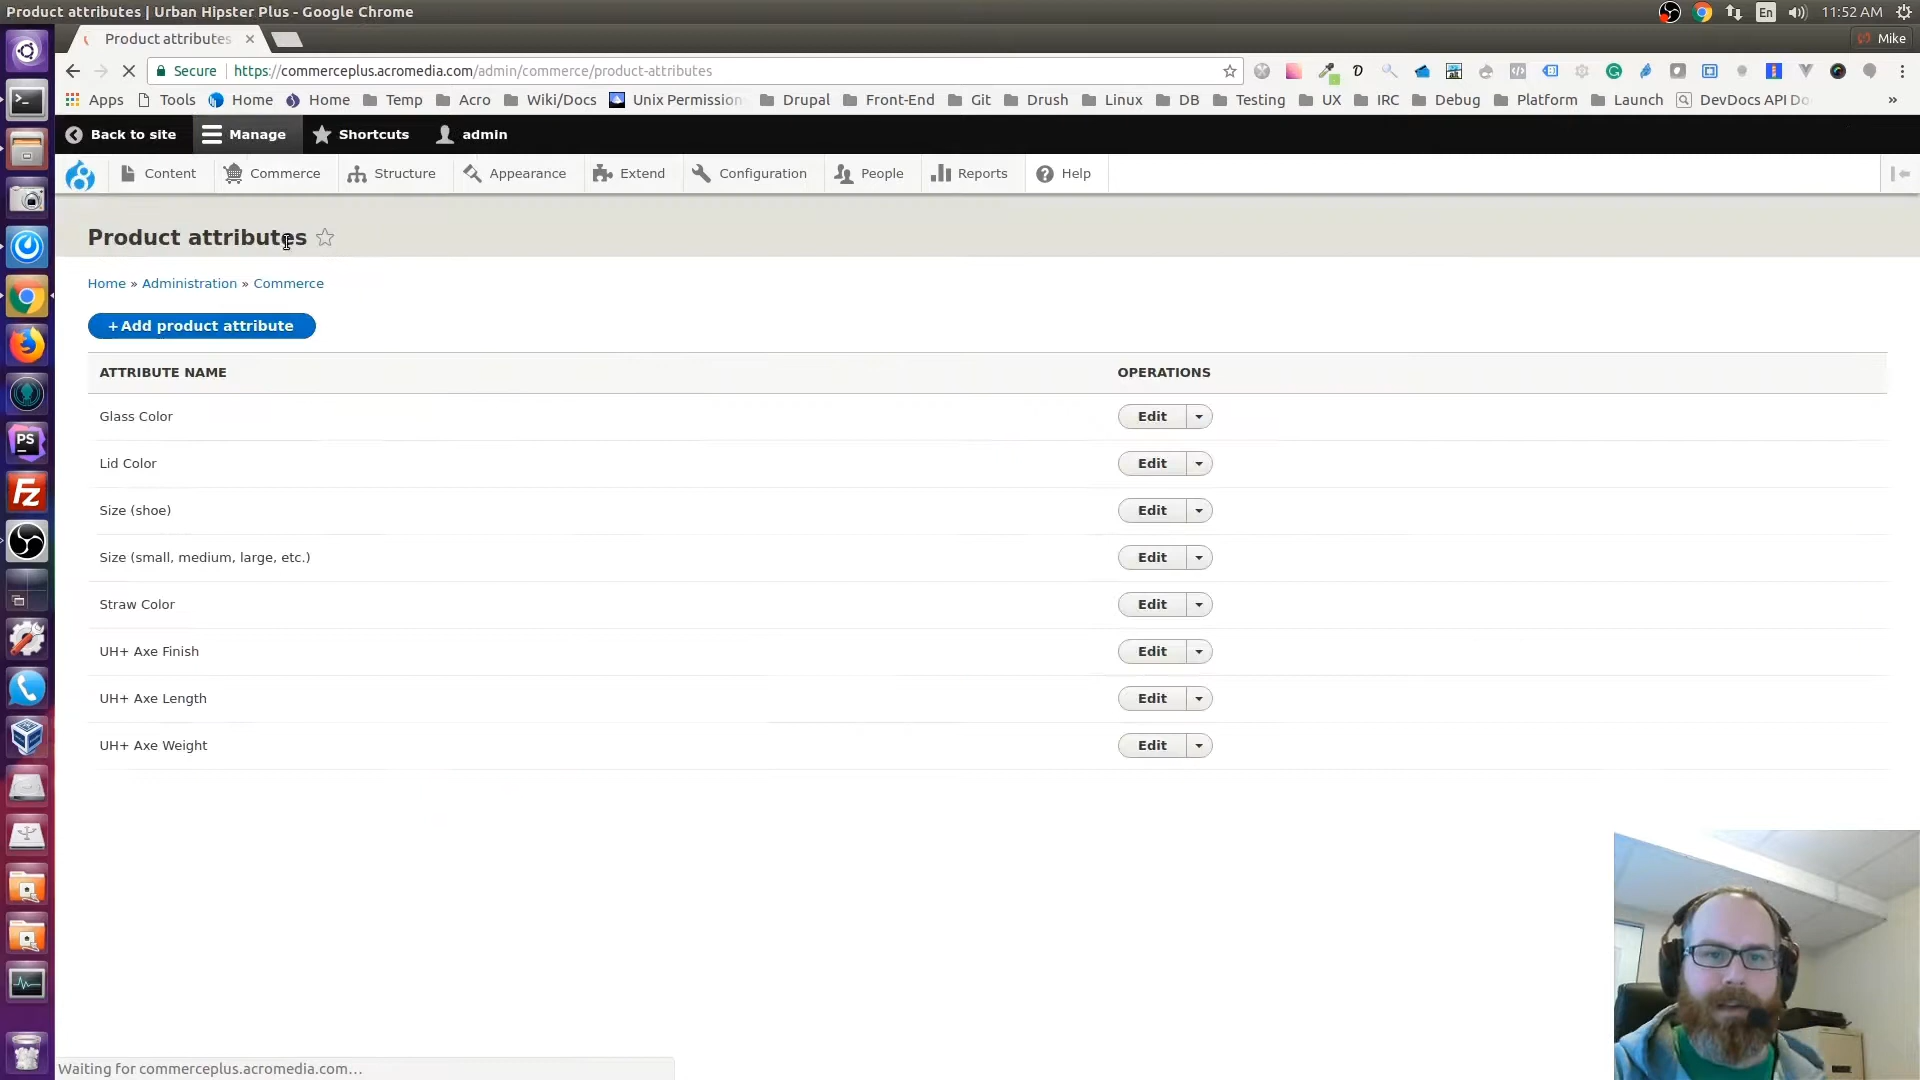 Product attributes | Urban Hipster Plus - Google Chrome
En
11:52 AM
Product attributes
Mike
Secure
https://commerceplus.acromedia.com/admin/commerce/product-attributes
Apps
Tools
Home
Home
Temp
Acro
Wiki/Docs
Unix Permission
Drupal
Front-End
Git
Drush
Linux
DB
Testing
UX
IRC
Debug
Platform
Launch
DevDocs API Do
»
Back to site
Manage
Shortcuts
admin
Content
Commerce
Structure
Appearance
Extend
Configuration
People
Reports
Help
Product attributes
Home » Administration » Commerce
+ Add product attribute
ATTRIBUTE NAME OPERATIONS
Glass Color Edit
Lid Color Edit
Size (shoe) Edit
Size (small, medium, large, etc.) Edit
Straw Color Edit
UH+ Axe Finish Edit
UH+ Axe Length Edit
UH+ Axe Weight Edit
PS
Fz
Waiting for commerceplus.acromedia.com...